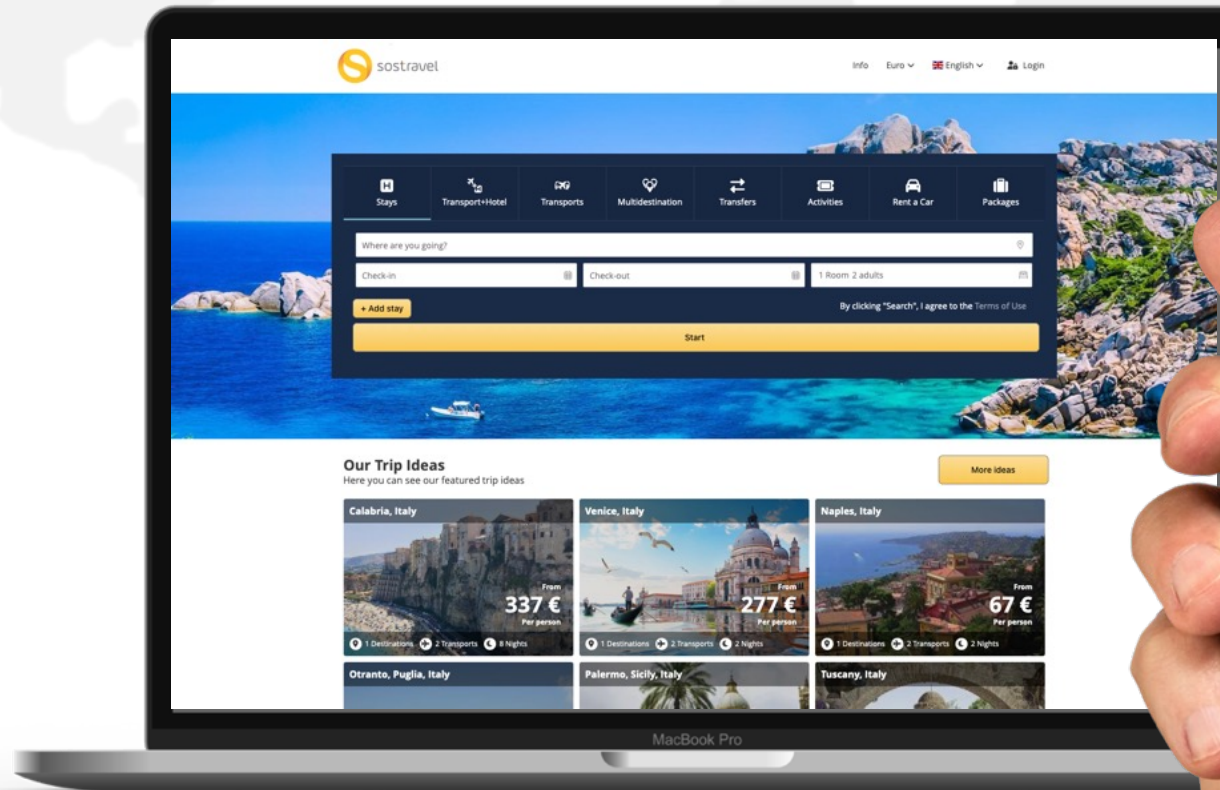 sostravel
Info Euro English Login
Stays Transport+Hotel Transports Multidestination Transfers Activities Rent a Car Packages
Where are you going?
Check-in Check-out 1 Room 2 adults
+ Add stay By clicking "Search", I agree to the Terms of Use
Start
Our Trip Ideas
Here you can see our featured trip ideas
More ideas
Calabria, Italy Venice, Italy Naples, Italy
From From From
337 € 277 € 67 €
Per person Per person Per person
1 Destinations 2 Transports 8 Nights 1 Destinations 2 Transports 2 Nights 1 Destinations 2 Transports 2 Nights
Otranto, Puglia, Italy Palermo, Sicily, Italy Tuscany, Italy
MacBook Pro